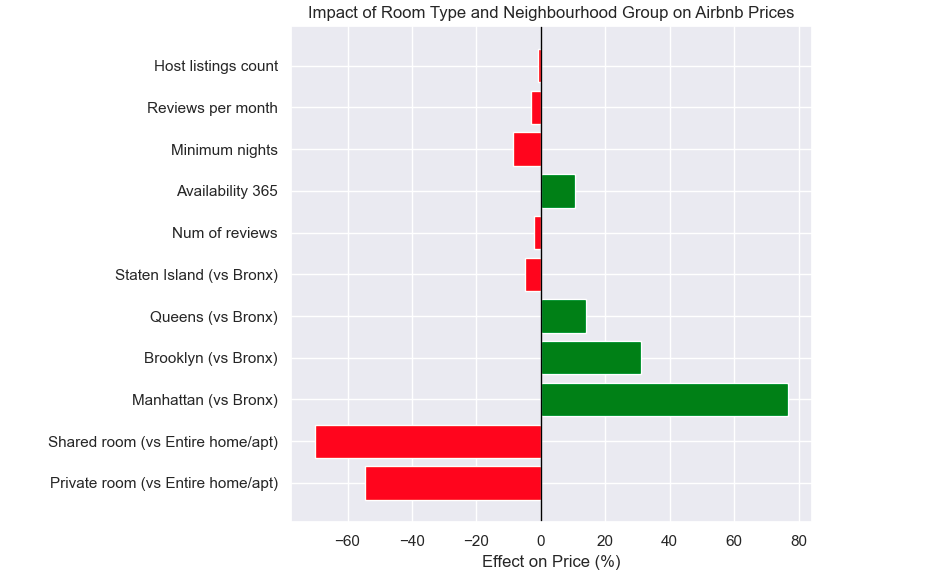 Impact of Room Type and Neighbourhood Group on Airbnb Prices
Host listings count
Reviews per month
Minimum nights
Availability 365
Num of reviews
Staten Island (vs Bronx)
Queens (vs Bronx)
Brooklyn (vs Bronx)
Manhattan (vs Bronx)
Shared room (vs Entire home/apt)
Private room (vs Entire home/apt)
−60 −40 −20 0 20 40 60 80
Effect on Price (%)